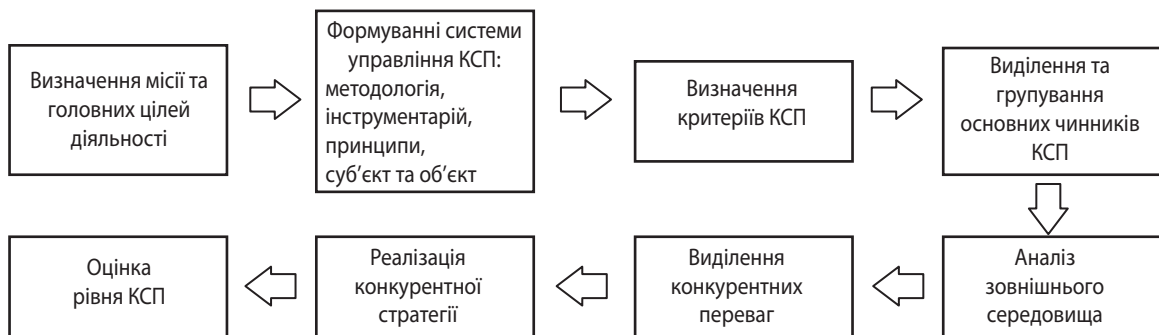 Визначення місії та
головних цілей
діяльності
Формуванні системи
управління КСП:
методологія,
інструментарій,
принципи,
суб’єкт та об’єкт
Визначення
критеріїв КСП
Виділення та
групування
основних чинників
КСП
Аналіз
зовнішнього
середовища
Виділення
конкурентних
переваг
Реалізація
конкурентної
стратегії
Оцінка
рівня КСП